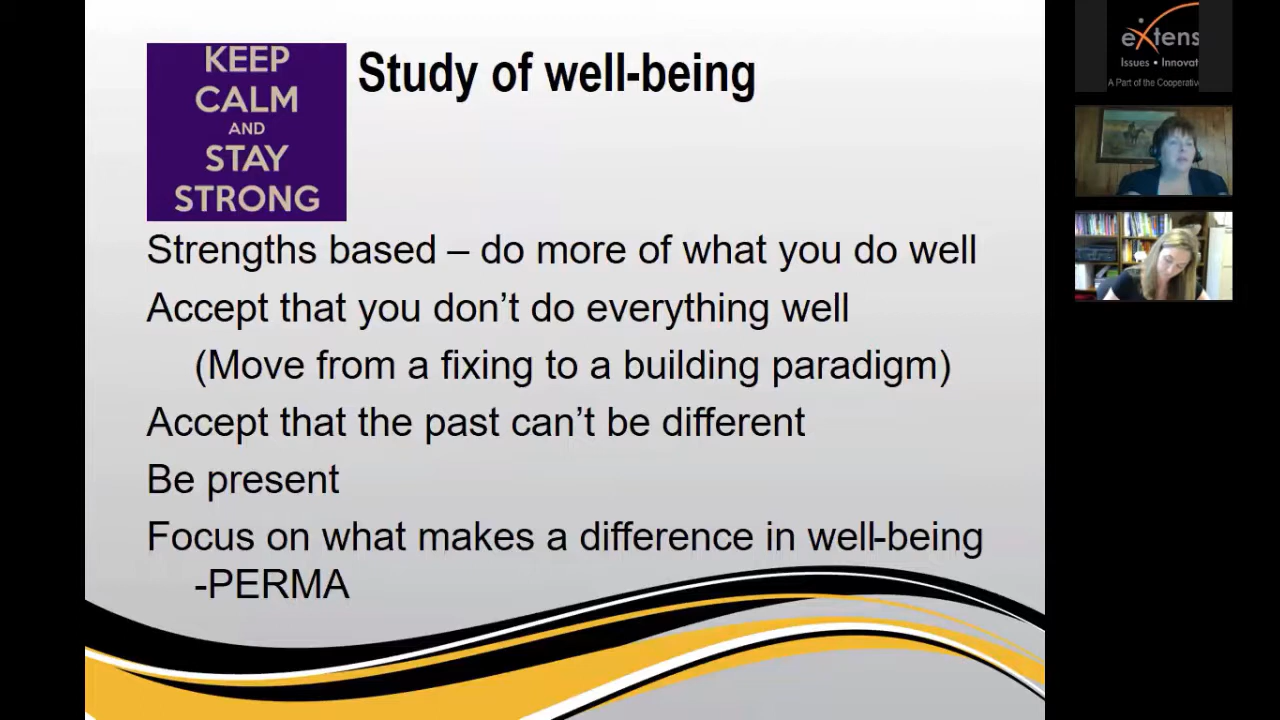 KEEP
CALM
AND
STAY
STRONG
Study of well-being
Strengths based – do more of what you do well
Accept that you don’t do everything well
(Move from a fixing to a building paradigm)
Accept that the past can’t be different
Be present
Focus on what makes a difference in well-being
-PERMA
eXtens
Issues • Innovat
A Part of the Cooperative